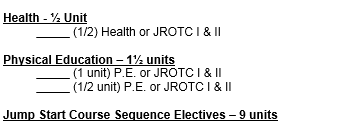 Health - ½ Unit
_____ (1/2) Health or JROTC I & II
Physical Education – 1½ units
_____ (1 unit) P.E. or JROTC I & II
_____ (1/2 unit) P.E. or JROTC I & II
Jump Start Course Sequence Electives – 9 units